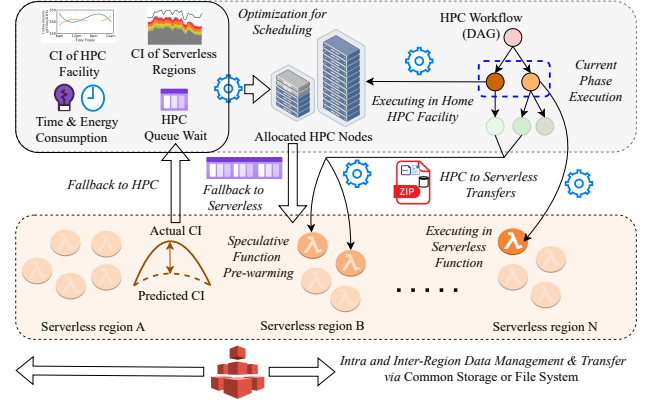 CI of HPC
Facility
CI of Serverless
Regions
Time & Energy
Consumption
HPC
Queue Wait
Optimization for
Scheduling
Allocated HPC Nodes
HPC Workflow
(DAG)
Executing in Home
HPC Facility
Current
Phase
Execution
Fallback to HPC
Fallback to
Serverless
ZIP
HPC to Serverless
Transfers
Actual CI
Predicted CI
Speculative
Function
Pre-warming
Executing in
Serverless
Function
Serverless region A
Serverless region B
Serverless region N
Intra and Inter-Region Data Management & Transfer
via Common Storage or File System